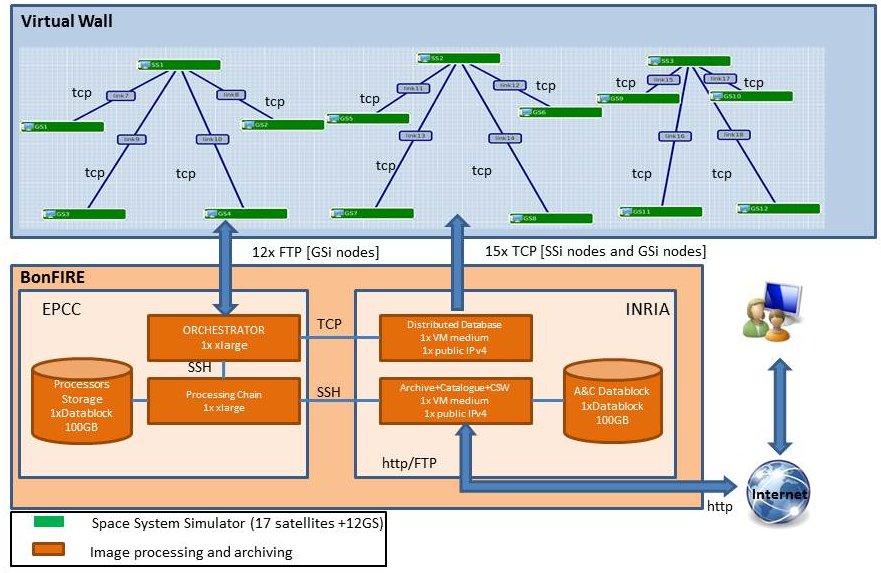 Virtual Wall
SS1
SS2
SS3
tcp
link7
link8
tcp
tcp
link11
link12
tcp
link15
link17
tcp
tcp
GS1
GS2
GS5
GS6
GS9
GS10
link9
link10
link13
link14
link16
link18
tcp
tcp
tcp
tcp
tcp
tcp
GS3
GS4
GS7
GS8
GS11
GS12
12x FTP [GSi nodes]
15x TCP [SSi nodes and GSi nodes]
BonFIRE
EPCC
INRIA
ORCHESTRATOR
1x xlarge
TCP
Distributed Database
1x VM medium
1x public IPv4
SSH
Processors
Storage
1xDatablock
100GB
Processing Chain
1x xlarge
SSH
Archive+Catalogue+CSW
1x VM medium
1x public IPv4
A&C Datablock
1xDatablock
100GB
http/FTP
Internet
http
Space System Simulator (17 satellites +12GS)
Image processing and archiving